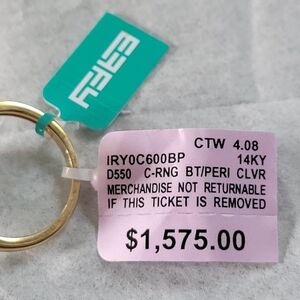 EFFY
CTW 4.08
IRY0C600BP 14KY
D550 C-RNG BT/PERI CLVR
MERCHANDISE NOT RETURNABLE
IF THIS TICKET IS REMOVED
$1,575.00